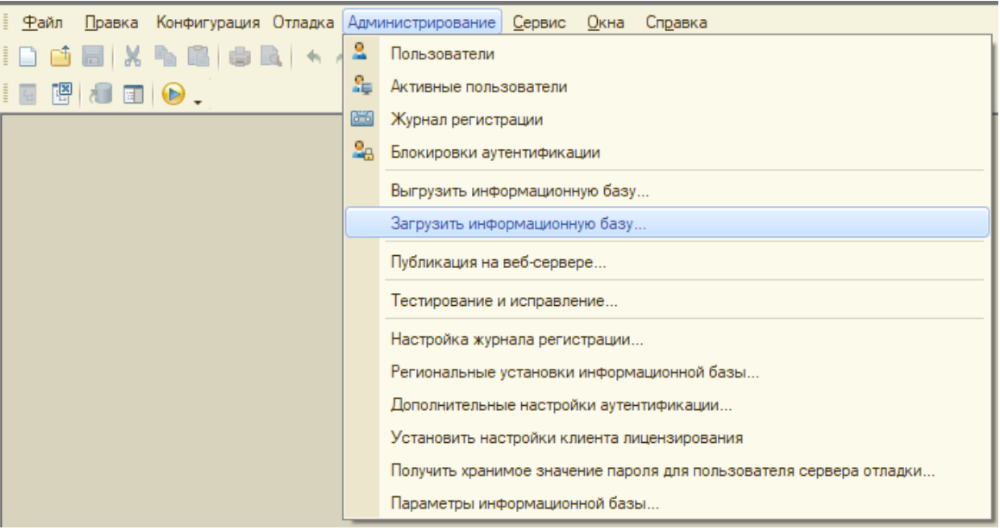 Файл Правка Конфигурация Отладка Администрирование Сервис Окна Справка
Пользователи
Активные пользователи
Журнал регистрации
Блокировки аутентификации
Выгрузить информационную базу...
Загрузить информационную базу...
Публикация на веб-сервере...
Тестирование и исправление...
Настройка журнала регистрации...
Региональные установки информационной базы...
Дополнительные настройки аутентификации...
Установить настройки клиента лицензирования
Получить хранимое значение пароля для пользователя сервера отладки...
Параметры информационной базы...